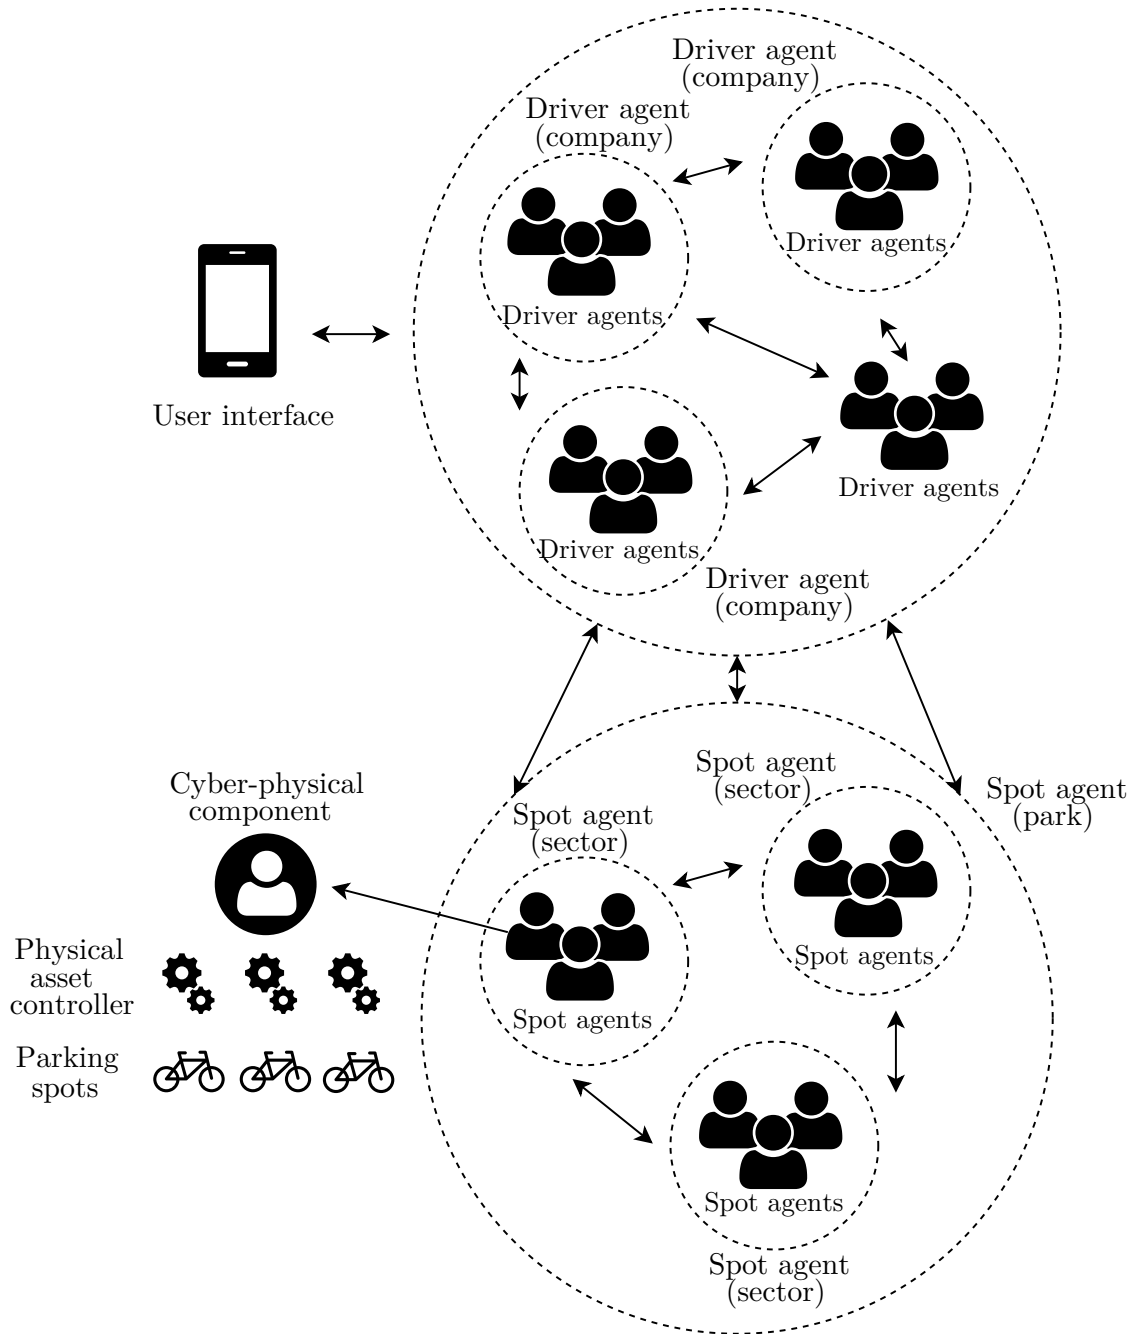 Driver agent
(company)
Driver agent
(company)
Driver agents
Driver agents
User interface
Driver agents
Driver agents
Driver agent
(company)
Spot agent
(sector)
Spot agent
(park)
Cyber-physical
component
Spot agent
(sector)
Physical
asset
controller
Spot agents
Spot agents
Parking
spots
Spot agents
Spot agent
(sector)